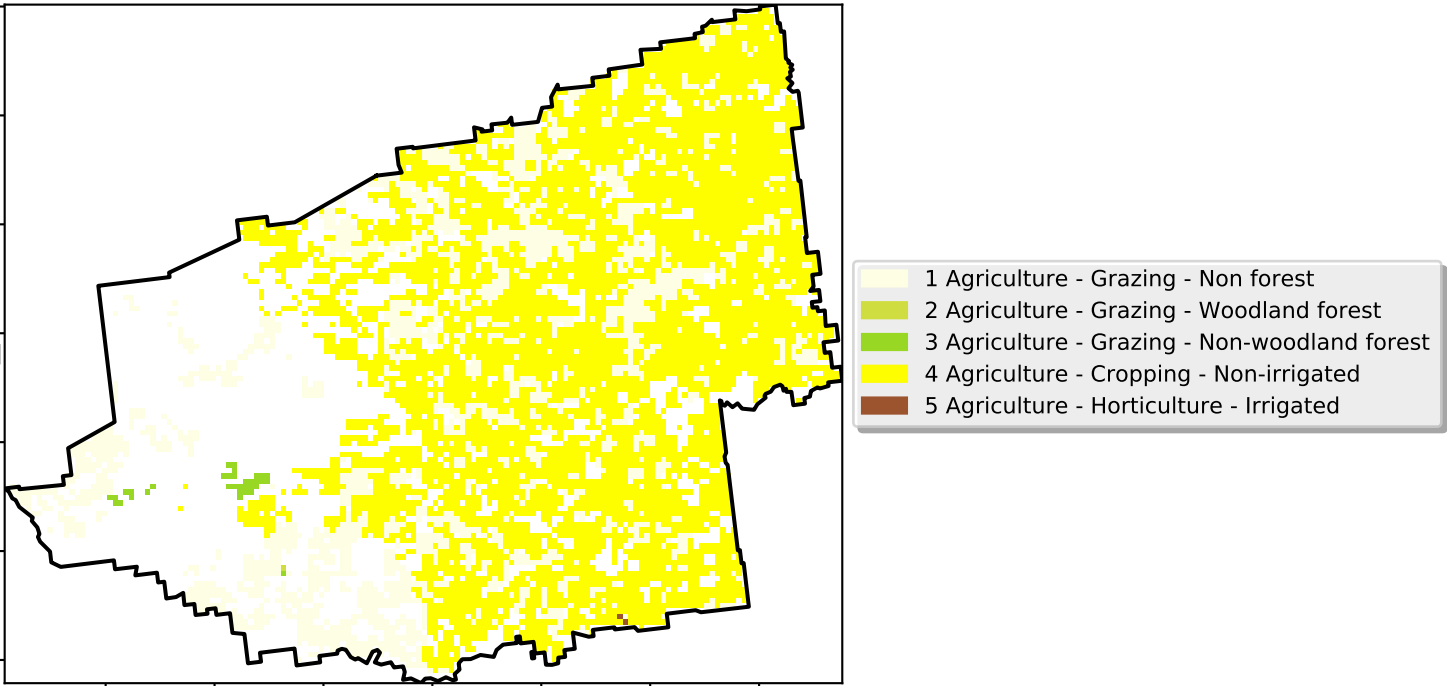 1 Agriculture - Grazing - Non forest
2 Agriculture - Grazing - Woodland forest
3 Agriculture - Grazing - Non-woodland forest
4 Agriculture - Cropping - Non-irrigated
5 Agriculture - Horticulture - Irrigated